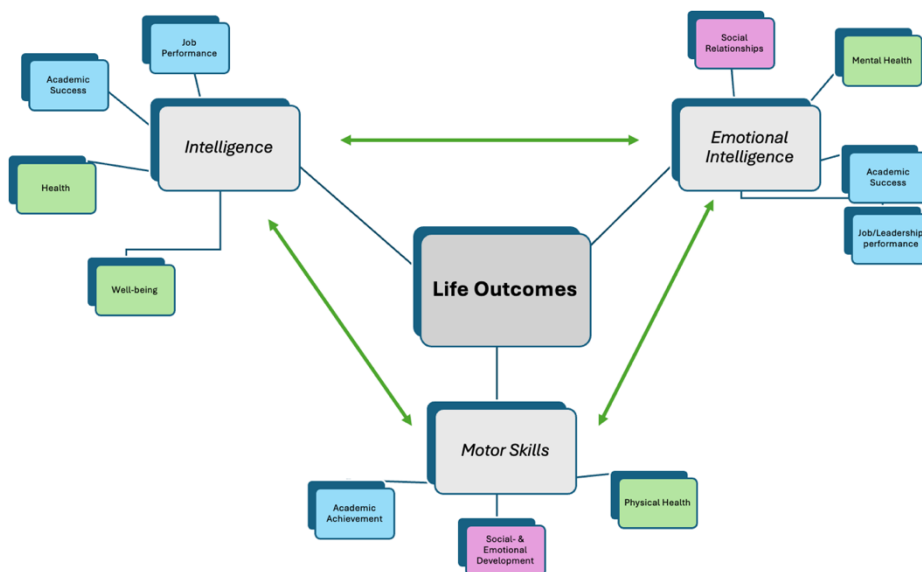 Job
Performance
Academic
Success
Intelligence
Health
Well-being
Social
Relationships
Mental Health
Emotional
Intelligence
Academic
Success
Job/Leadership
performance
Life Outcomes
Motor Skills
Academic
Achievement
Social- &
Emotional
Development
Physical Health